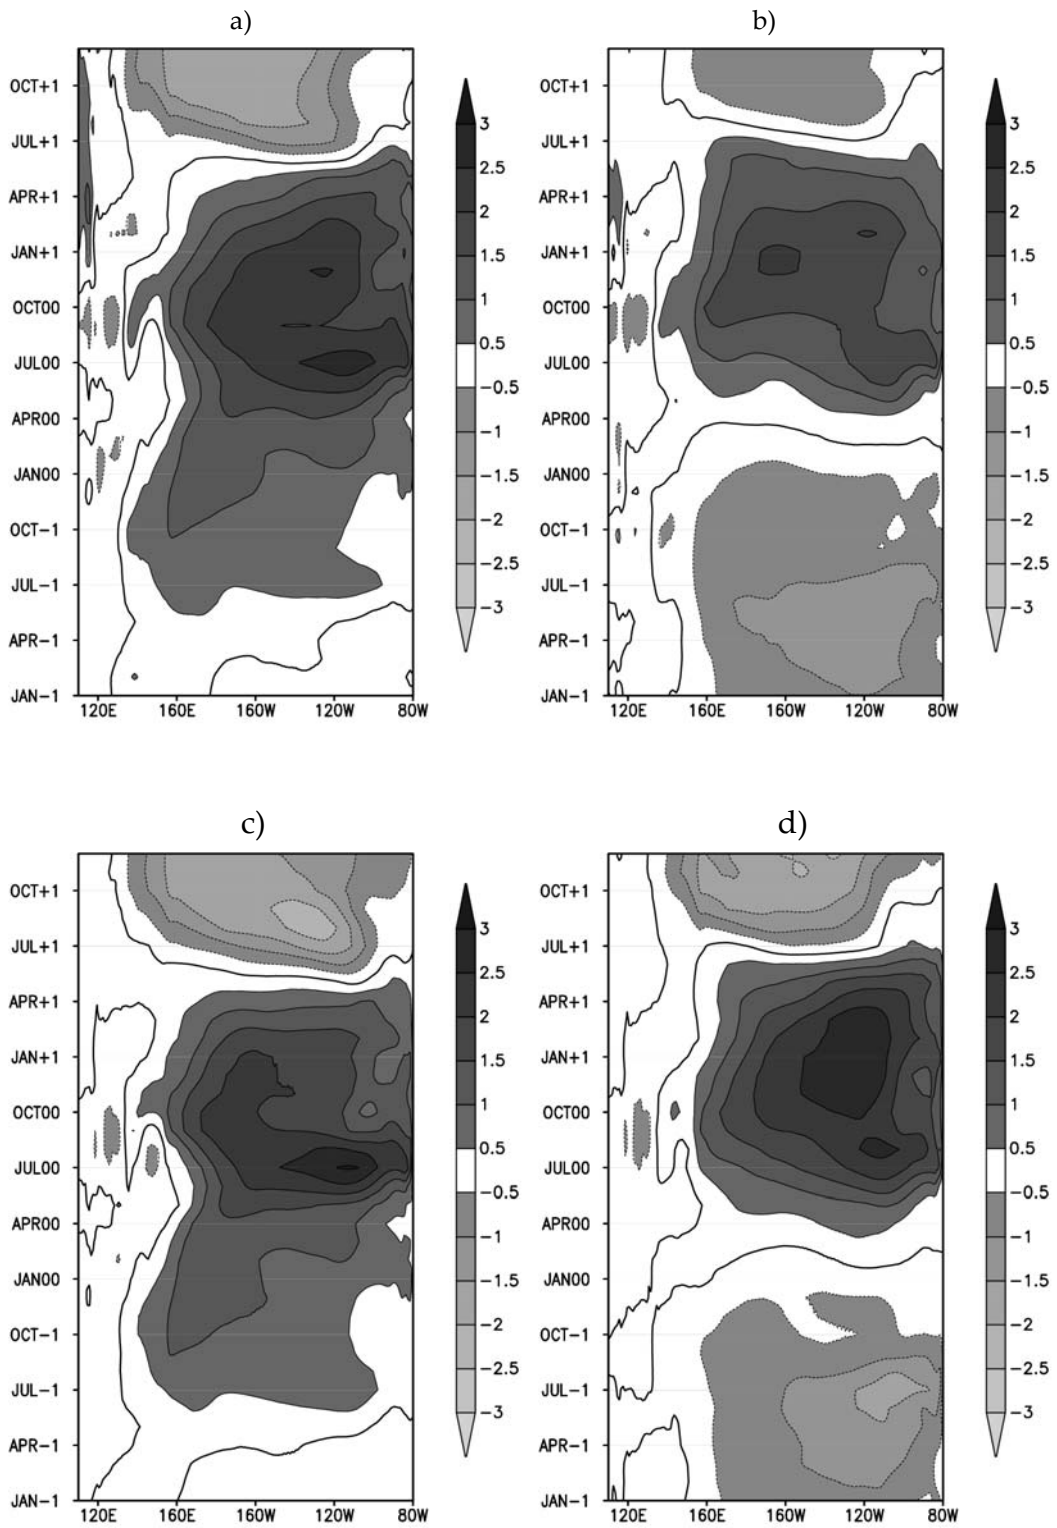 a)
OCT+1
JUL+1
APR+1
JAN+1
OCT00
JUL00
APR00
JAN00
OCT-1
JUL-1
APR-1
JAN-1
120E 160E 160W 120W 80W
3
2.5
2
1.5
1
0.5
-0.5
-1
-1.5
-2
-2.5
-3
b)
OCT+1
JUL+1
APR+1
JAN+1
OCT00
JUL00
APR00
JAN00
OCT-1
JUL-1
APR-1
JAN-1
120E 160E 160W 120W 80W
3
2.5
2
1.5
1
0.5
-0.5
-1
-1.5
-2
-2.5
-3
c)
OCT+1
JUL+1
APR+1
JAN+1
OCT00
JUL00
APR00
JAN00
OCT-1
JUL-1
APR-1
JAN-1
120E 160E 160W 120W 80W
3
2.5
2
1.5
1
0.5
-0.5
-1
-1.5
-2
-2.5
-3
d)
OCT+1
JUL+1
APR+1
JAN+1
OCT00
JUL00
APR00
JAN00
OCT-1
JUL-1
APR-1
JAN-1
120E 160E 160W 120W 80W
3
2.5
2
1.5
1
0.5
-0.5
-1
-1.5
-2
-2.5
-3